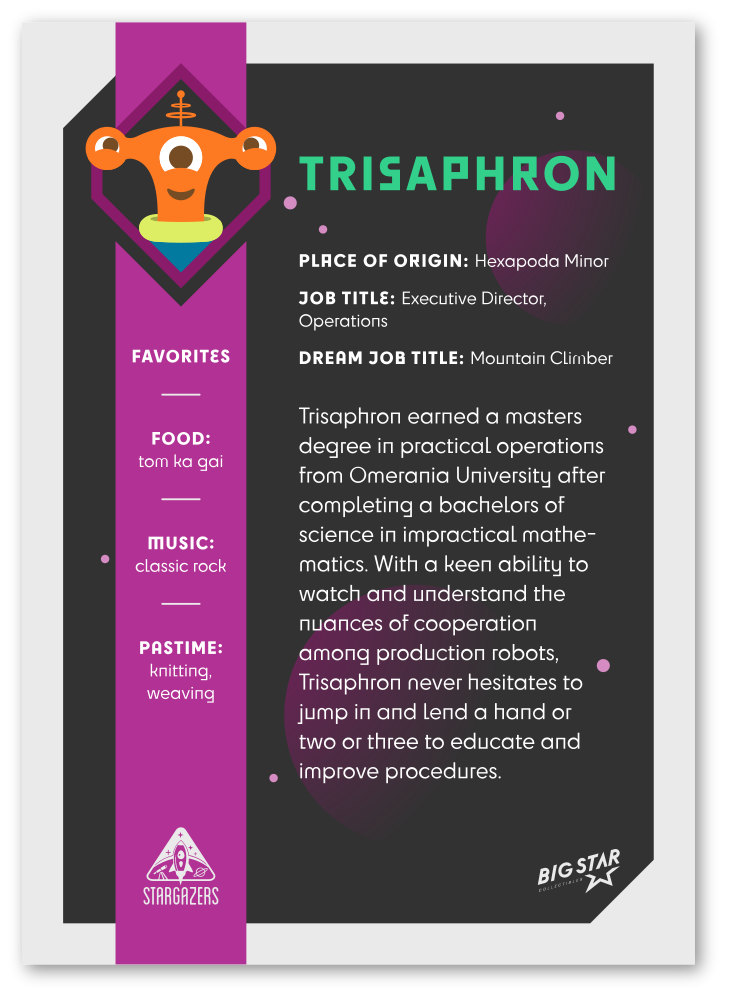 TRISAPHRON
PLACE OF ORIGIN: Hexapoda Minor
JOB TITLE: Executive Director,
Operations
DREAM JOB TITLE: Mountain Climber
Trisaphron earned a masters
degree in practical operations
from Omerania University after
completing a bachelors of
science in impractical mathe-
matics. With a keen ability to
watch and understand the
nuances of cooperation
among production robots,
Trisaphron never hesitates to
jump in and lend a hand or
two or three to educate and
improve procedures.
FAVORITES
FOOD:
tom ka gai
MUSIC:
classic rock
PASTIME:
knitting,
weaving
STARGAZERS
BIG STAR
COLLECTIBLES